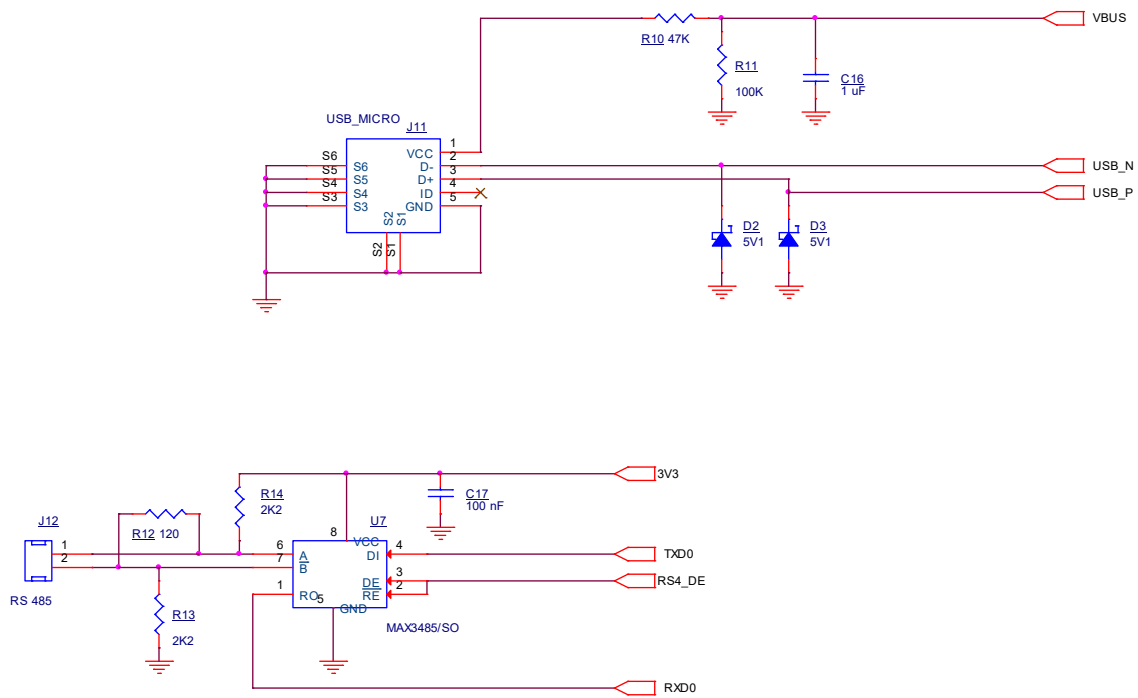 VBUS
R10 47K
R11
100K
C16
1 uF
USB_MICRO
J11
1
VCC
2
D-
3
D+
4
ID
5
GND
S6
S6
S5
S5
S4
S4
S3
S3
S2
S1
S2
S1
USB_N
USB_P
D2
5V1
D3
5V1
3V3
R14
2K2
C17
100 nF
J12
R12 120
U7
8
VCC
1
2
6
A
7
B
4
DI
3
DE
2
RE
1
RO
5
GND
TXD0
RS4_DE
RS 485
R13
2K2
MAX3485/SO
RXD0